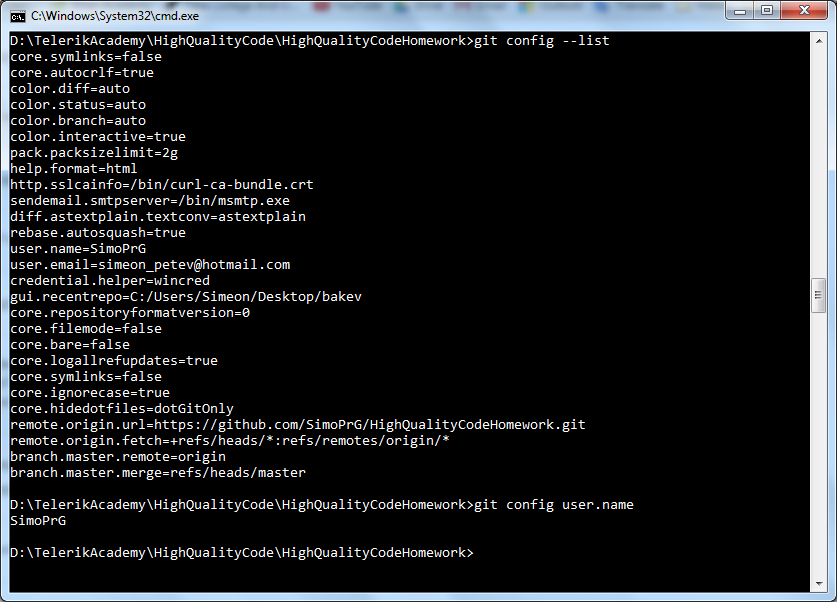 C:\Windows\System32\cmd.exe
D:\TelerikAcademy\HighQualityCode\HighQualityCodeHomework>git config --list
core.symlinks=false
core.autocrlf=true
color.diff=auto
color.status=auto
color.branch=auto
color.interactive=true
pack.packsizelimit=2g
help.format=html
http.sslcainfo=/bin/curl-ca-bundle.crt
sendemail.smtpserver=/bin/msmtp.exe
diff.astextplain.textconv=astextplain
rebase.autosquash=true
user.name=SimoPrG
user.email=simeon_petev@hotmail.com
credential.helper=wincred
gui.recentrepo=C:/Users/Simeon/Desktop/bakev
core.repositoryformatversion=0
core.filemode=false
core.bare=false
core.logallrefupdates=true
core.symlinks=false
core.ignorecase=true
core.hidedotfiles=dotGitOnly
remote.origin.url=https://github.com/SimoPrG/HighQualityCodeHomework.git
remote.origin.fetch=+refs/heads/*:refs/remotes/origin/*
branch.master.remote=origin
branch.master.merge=refs/heads/master
D:\TelerikAcademy\HighQualityCode\HighQualityCodeHomework>git config user.name
SimoPrG
D:\TelerikAcademy\HighQualityCode\HighQualityCodeHomework>